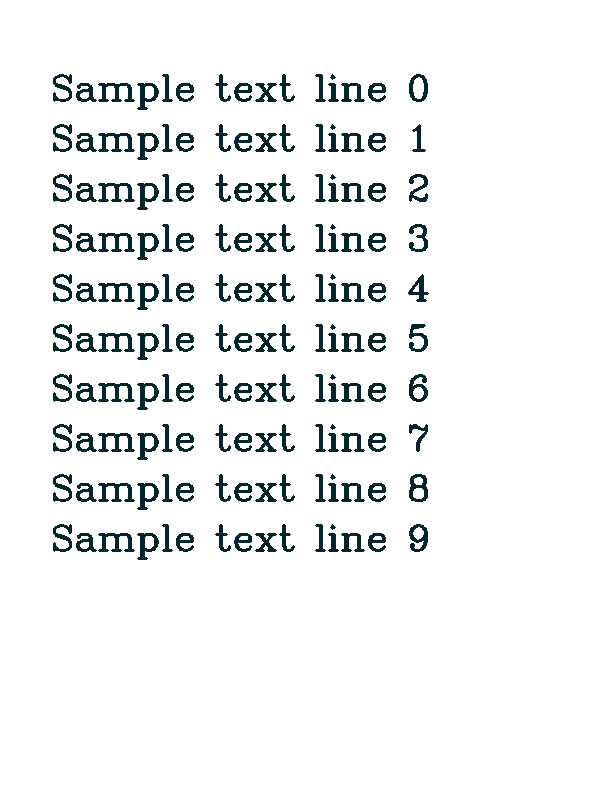 Sample text line 0
Sample text line 1
Sample text line 2
Sample text line 3
Sample text line 4
Sample text line 5
Sample text line 6
Sample text line 7
Sample text line 8
Sample text line 9